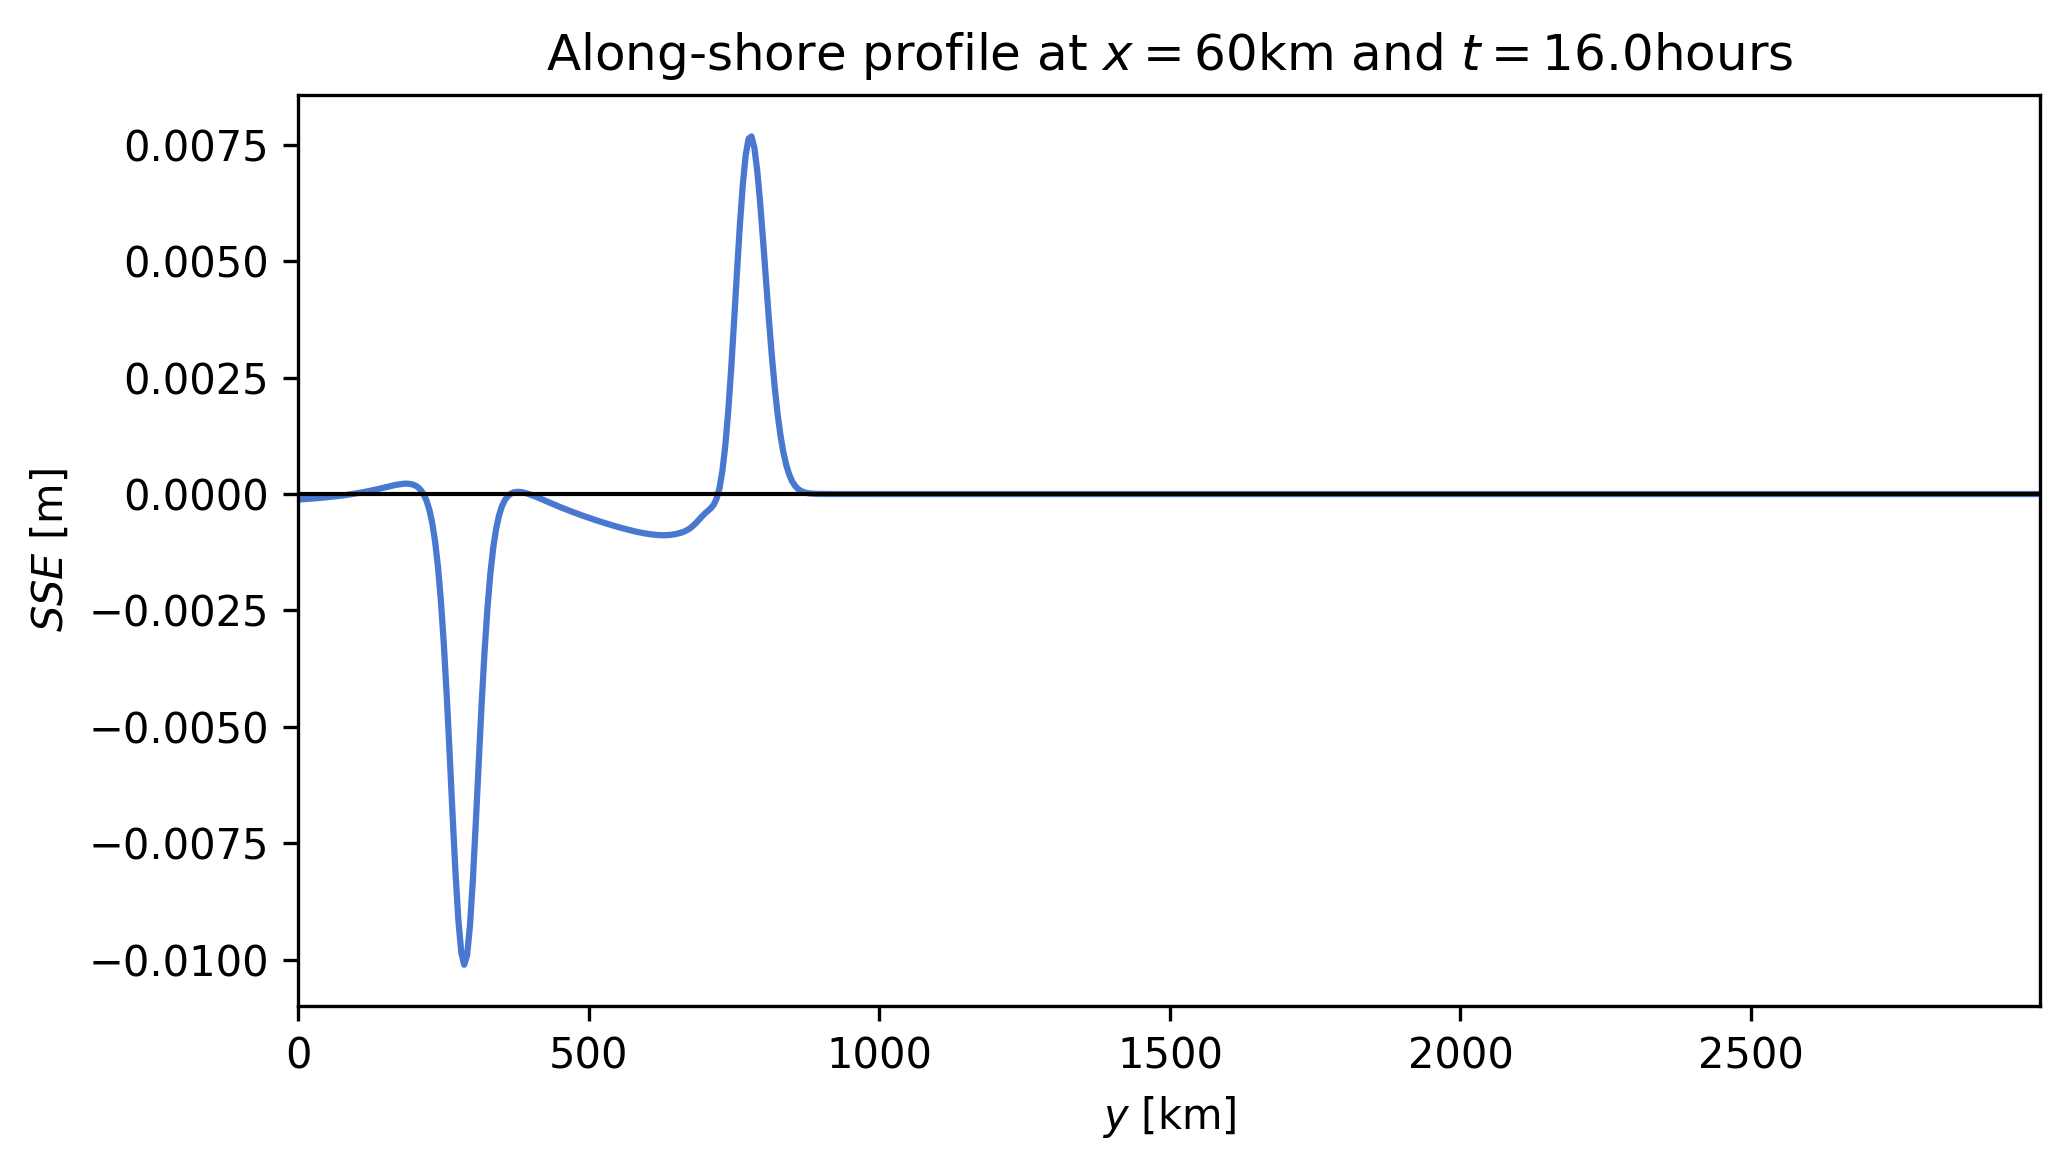 Along-shore profile at x = 60km and t = 16.0hours
SSE [m]
0.0075
0.0050
0.0025
0.0000
−0.0025
−0.0050
−0.0075
−0.0100
0 500 1000 1500 2000 2500
y [km]